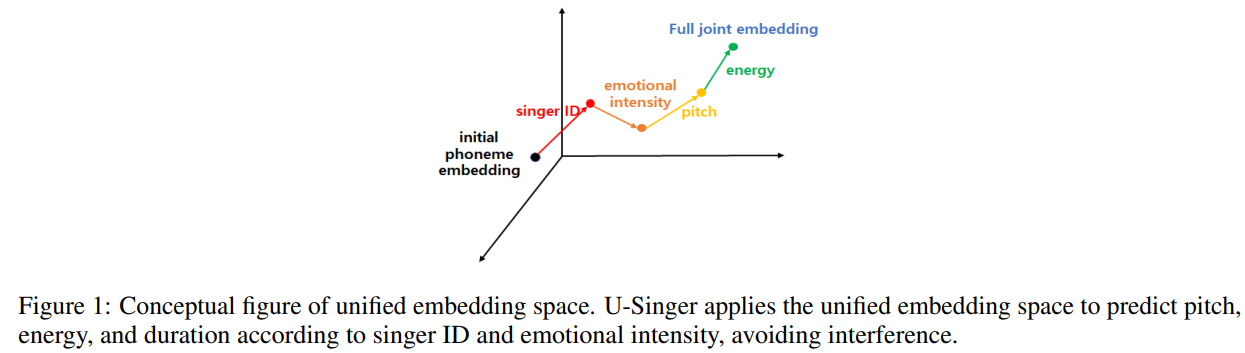 Full joint embedding
energy
emotional
intensity
singer ID
pitch
initial
phoneme
embedding
Figure 1: Conceptual figure of unified embedding space. U-Singer applies the unified embedding space to predict pitch,
energy, and duration according to singer ID and emotional intensity, avoiding interference.